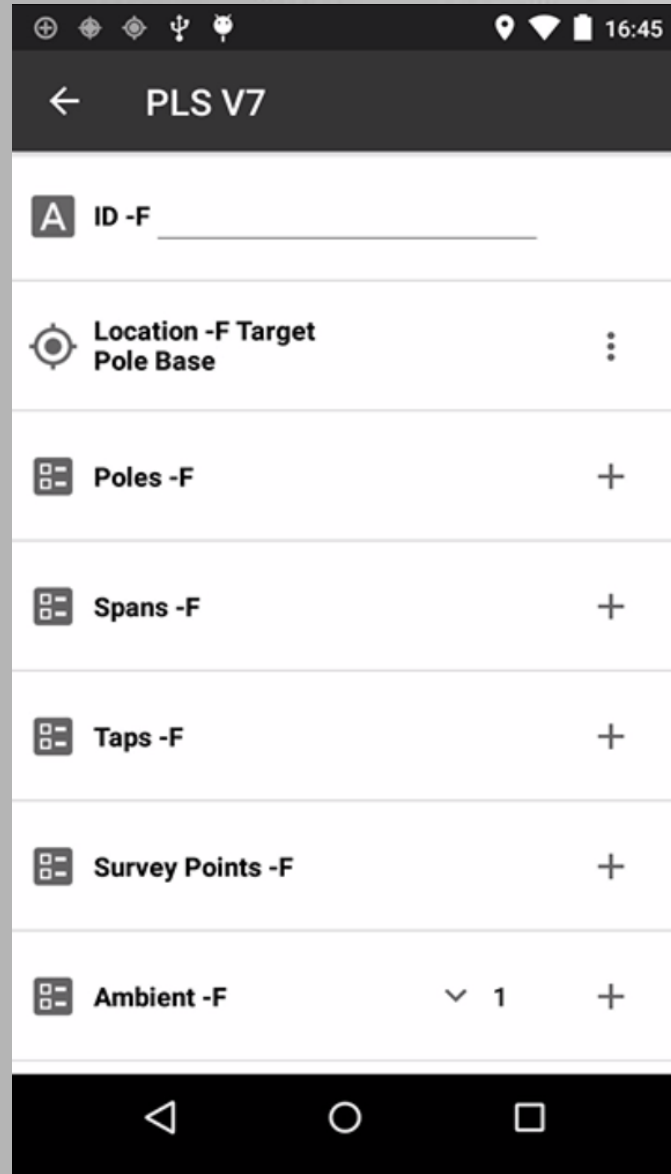 16:45
PLS V7
A ID -F
Location -F Target
Pole Base
Poles -F
Spans -F
Taps -F
Survey Points -F
Ambient -F 1